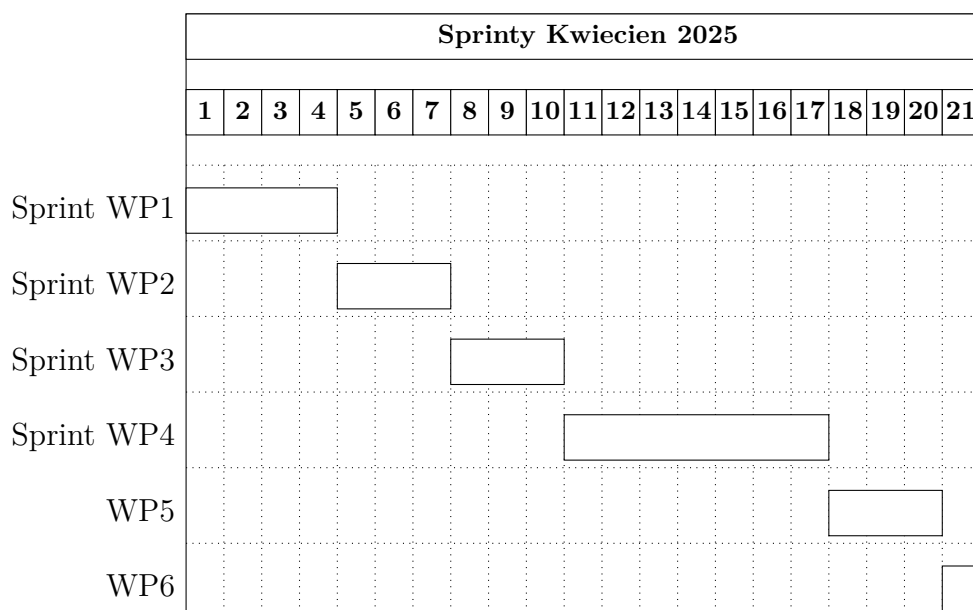 Sprinty Kwiecien 2025
1 2 3 4 5 6 7 8 9 10 11 12 13 14 15 16 17 18 19 20 21
Sprint WP1
Sprint WP2
Sprint WP3
Sprint WP4
WP5
WP6